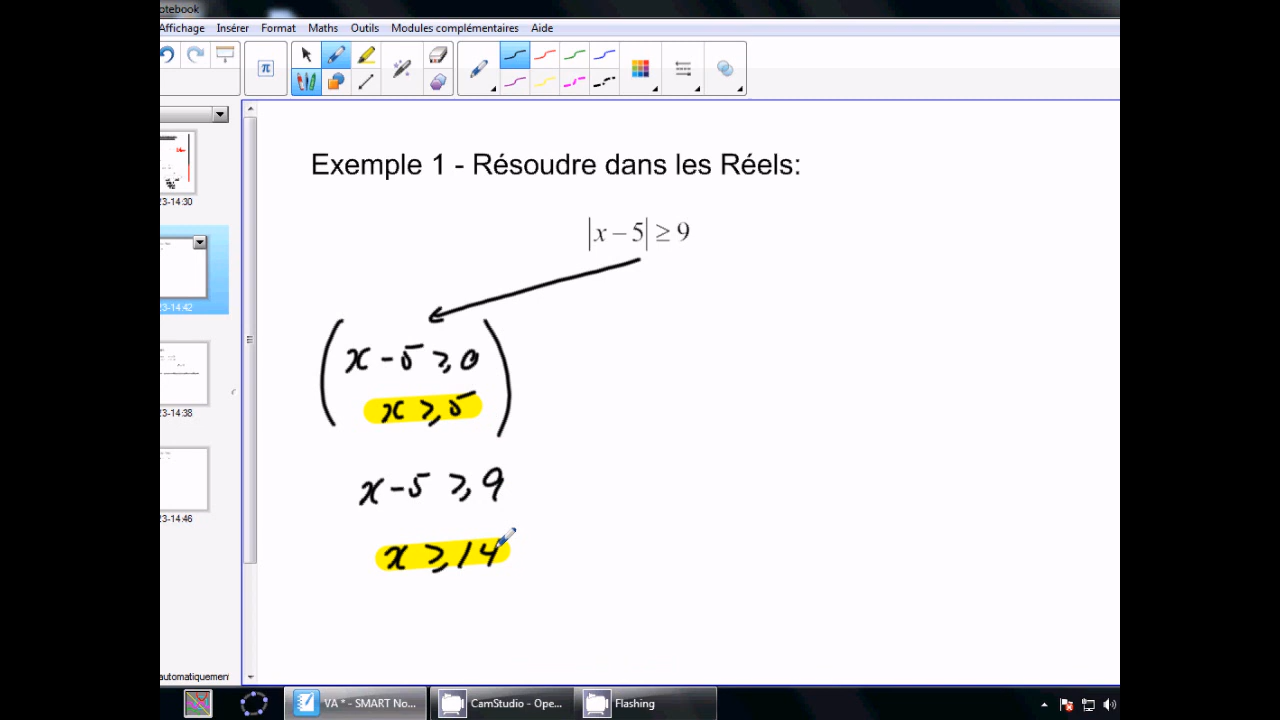 otebook
Affichage Insérer Format Maths Outils Modules complémentaires Aide
π
23-14:30
23-14:42
23-14:38
23-14:46
Exemple 1 - Résoudre dans les Réels:
|x − 5| ≥ 9
x - 5 ≥ 0
x ≥ 5
x - 5 ≥ 9
x ≥ 14
automatiquement
VA * - SMART No... CamStudio - Ope... Flashing